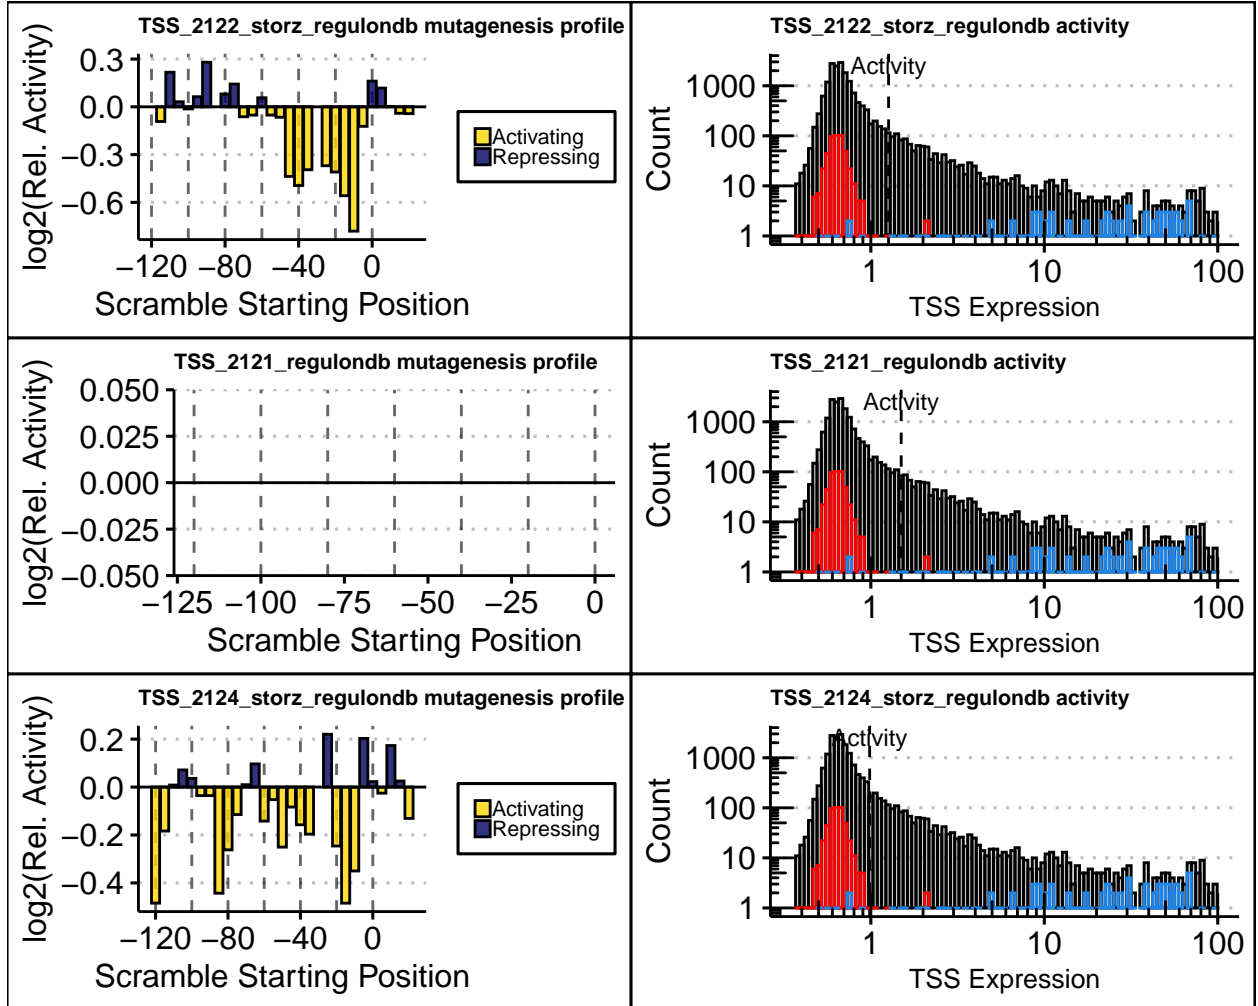 TSS_2122_storz_regulondb mutagenesis profile
log2(Rel. Activity)
0.3
0.0
−0.3
−0.6
−120 −80 −40 0
Scramble Starting Position
Activating
Repressing
TSS_2122_storz_regulondb activity
Activity
Count
1000
100
10
1
1 10 100
TSS Expression
TSS_2121_regulondb mutagenesis profile
log2(Rel. Activity)
0.050
0.025
0.000
−0.025
−0.050
−125 −100 −75 −50 −25 0
Scramble Starting Position
TSS_2121_regulondb activity
Activity
Count
1000
100
10
1
1 10 100
TSS Expression
TSS_2124_storz_regulondb mutagenesis profile
log2(Rel. Activity)
0.2
0.0
−0.2
−0.4
−120 −80 −40 0
Scramble Starting Position
Activating
Repressing
TSS_2124_storz_regulondb activity
Activity
Count
1000
100
10
1
1 10 100
TSS Expression